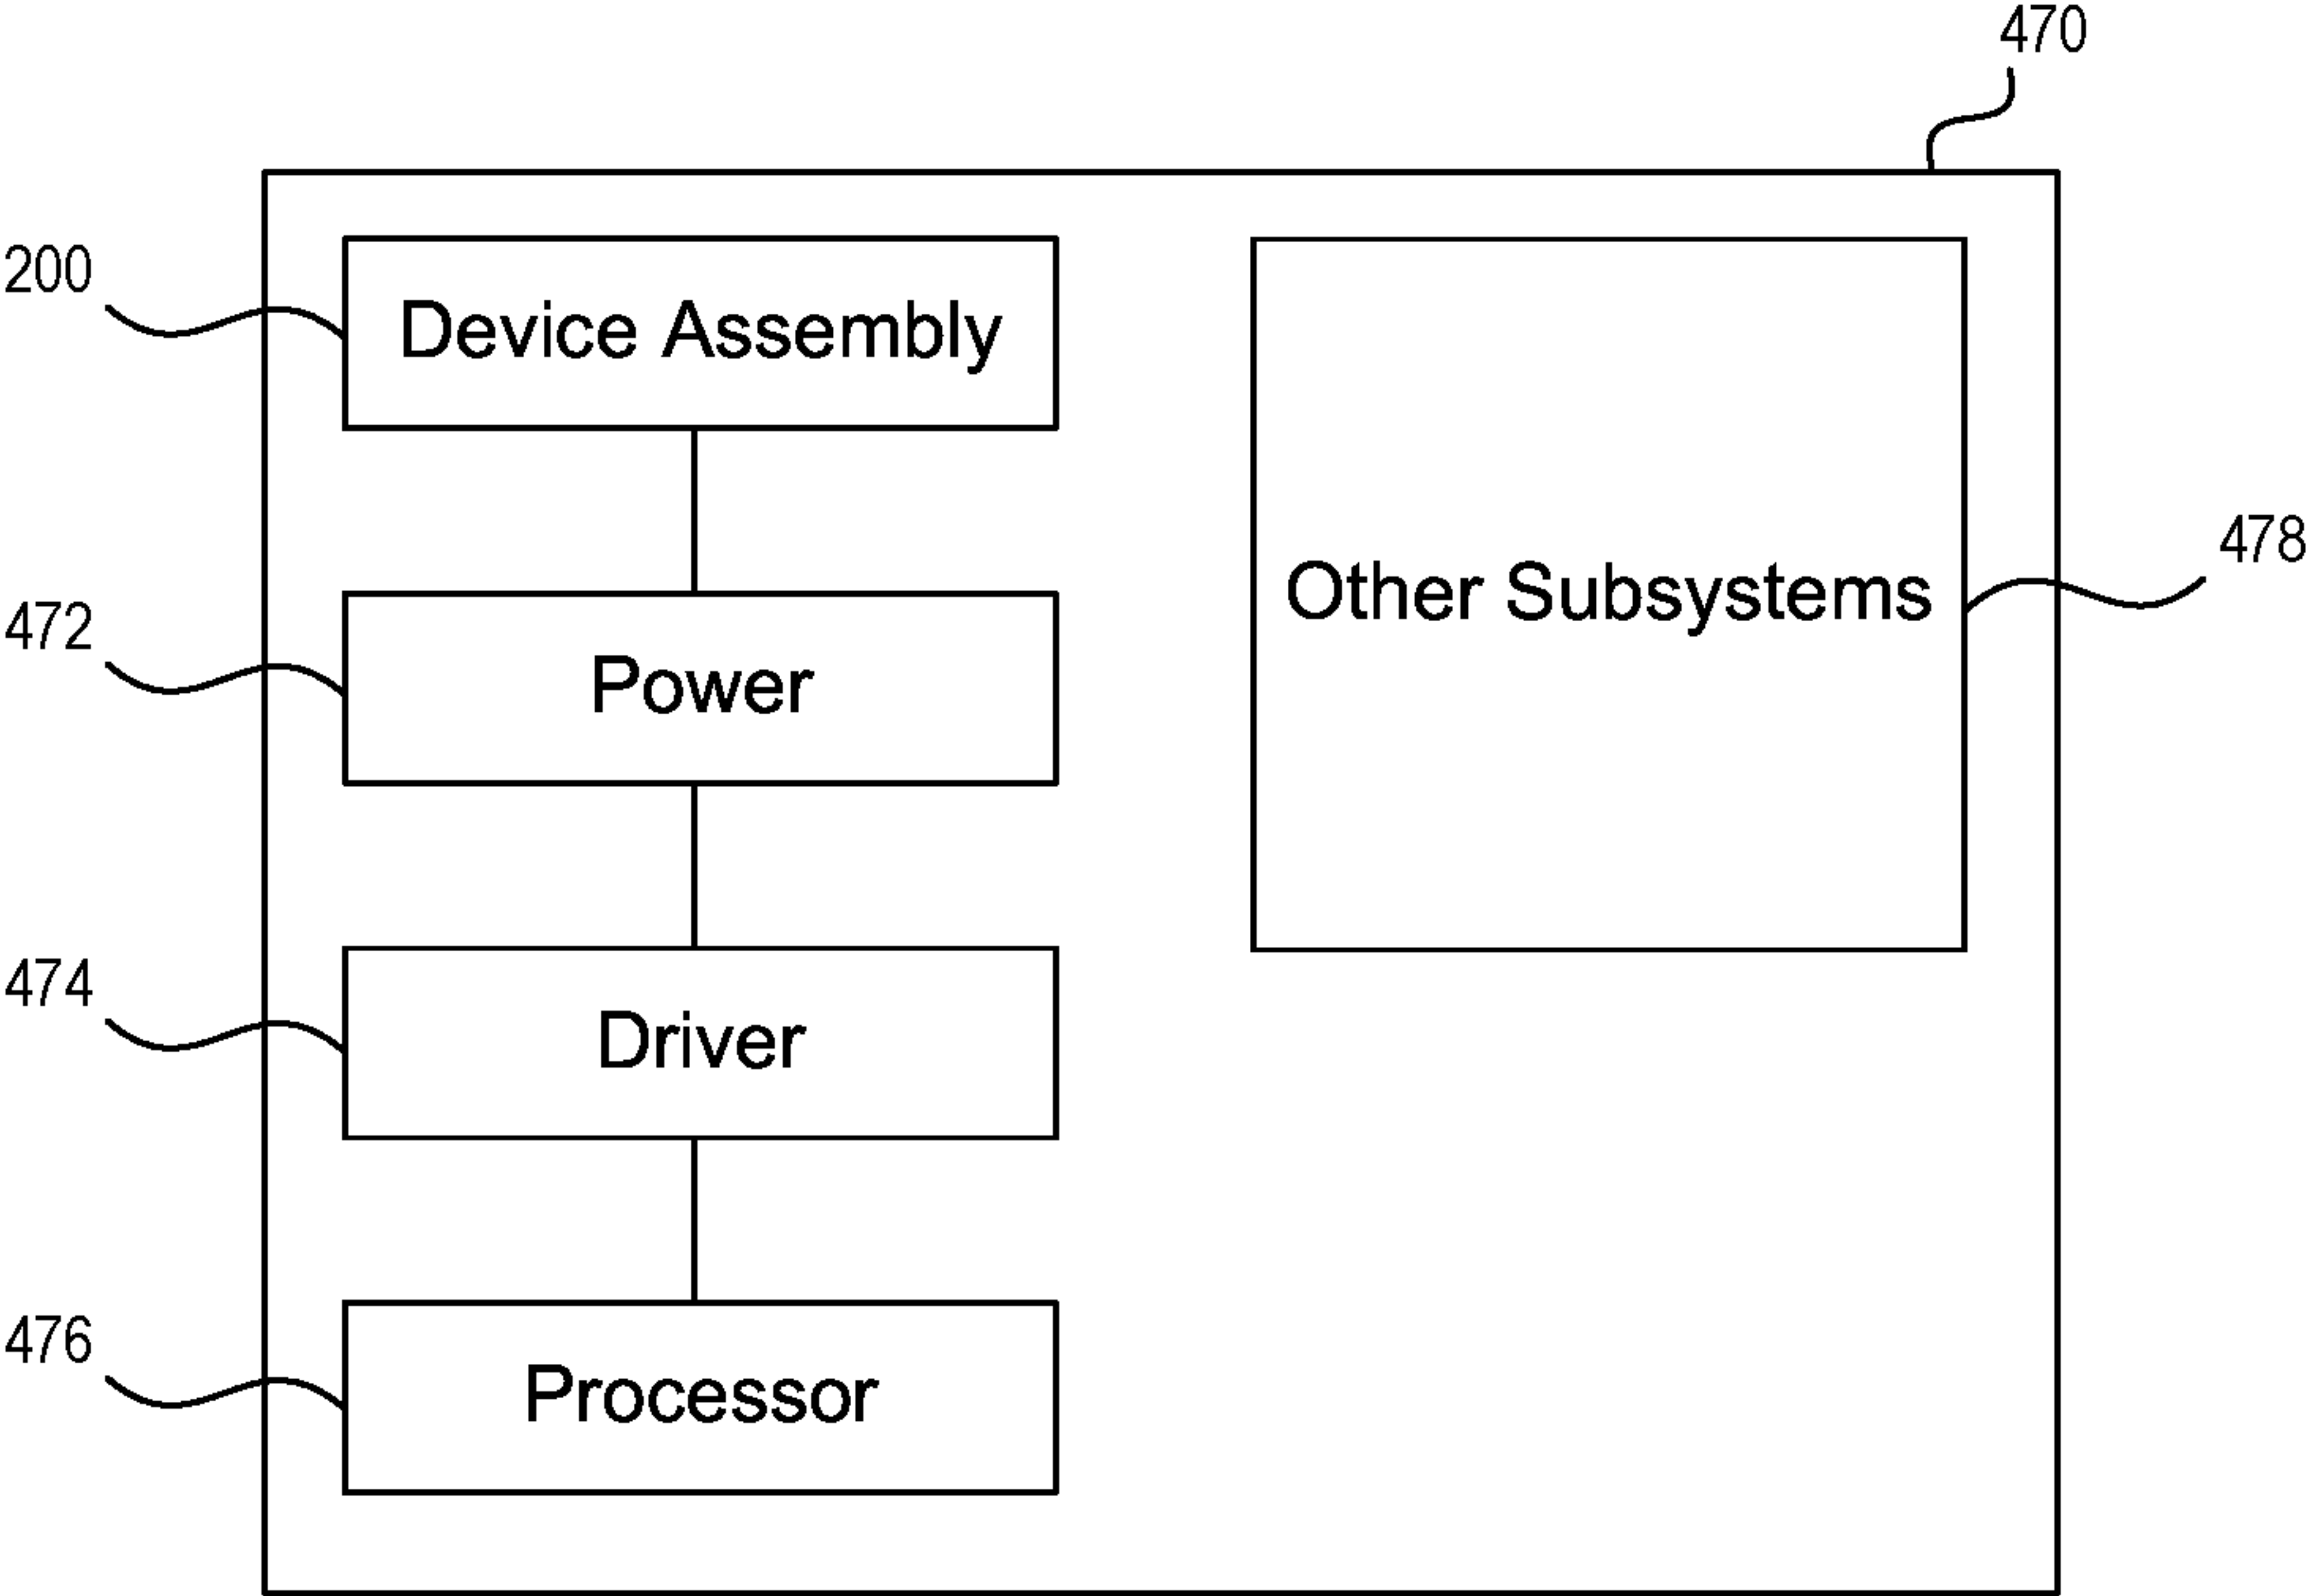 470
200
Device Assembly
Other Subsystems
478
472
Power
474
Driver
476
Processor